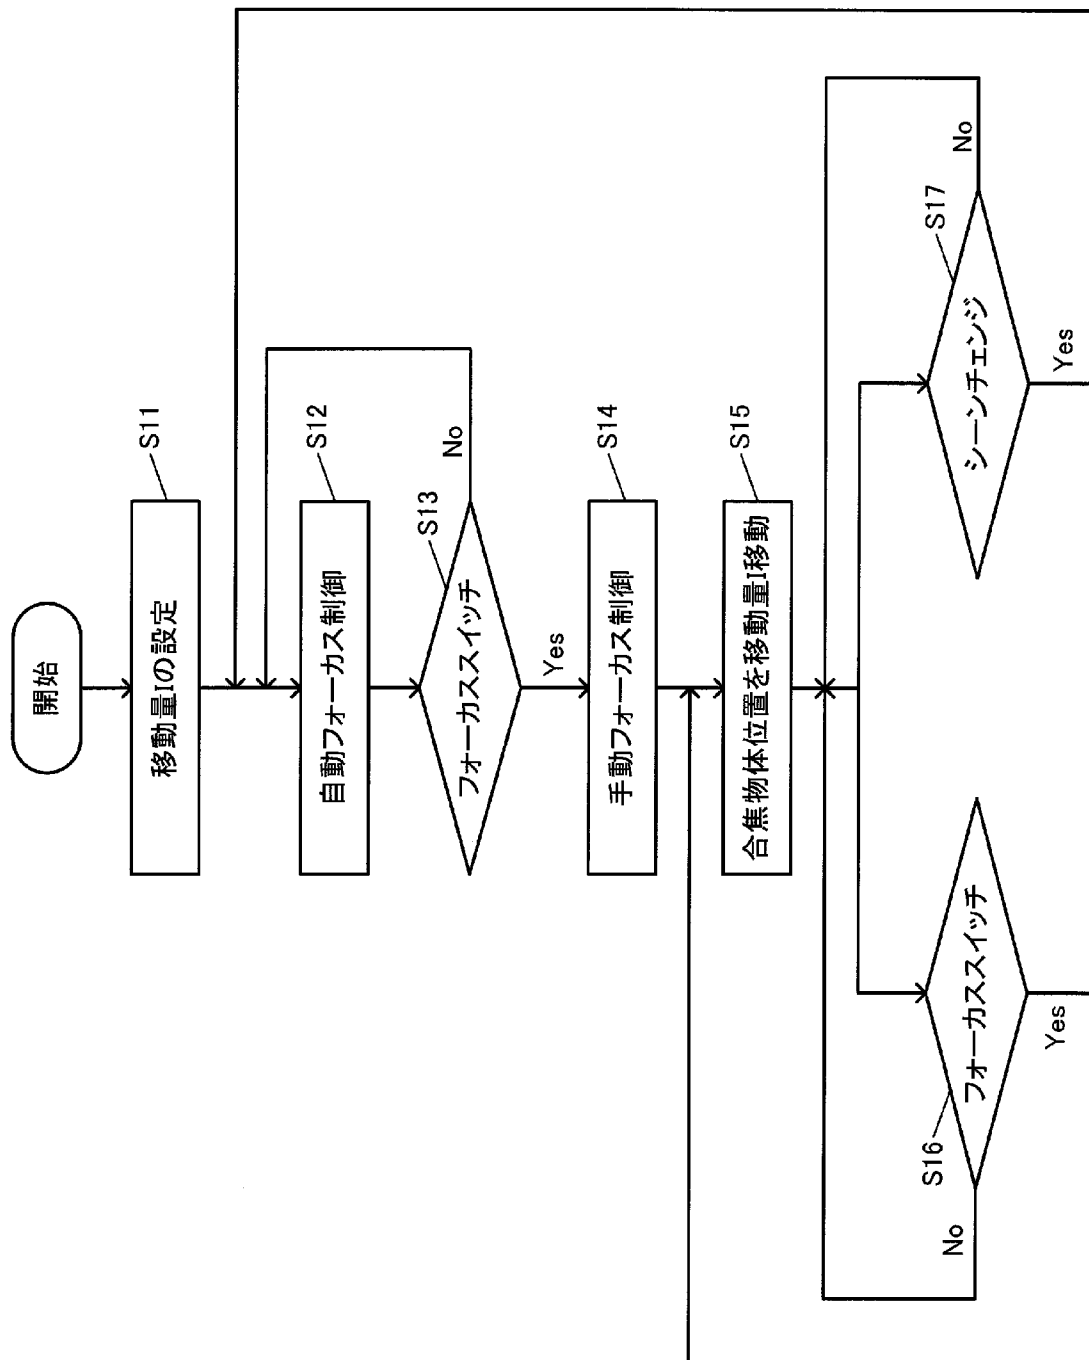 開始
移動量Iの設定
S11
自動フォーカス制御
S12
フォーカススイッチ
S13
No
Yes
手動フォーカス制御
S14
合焦物体位置を移動量I移動
S15
フォーカススイッチ
S16
No
Yes
シーンチェンジ
S17
No
Yes